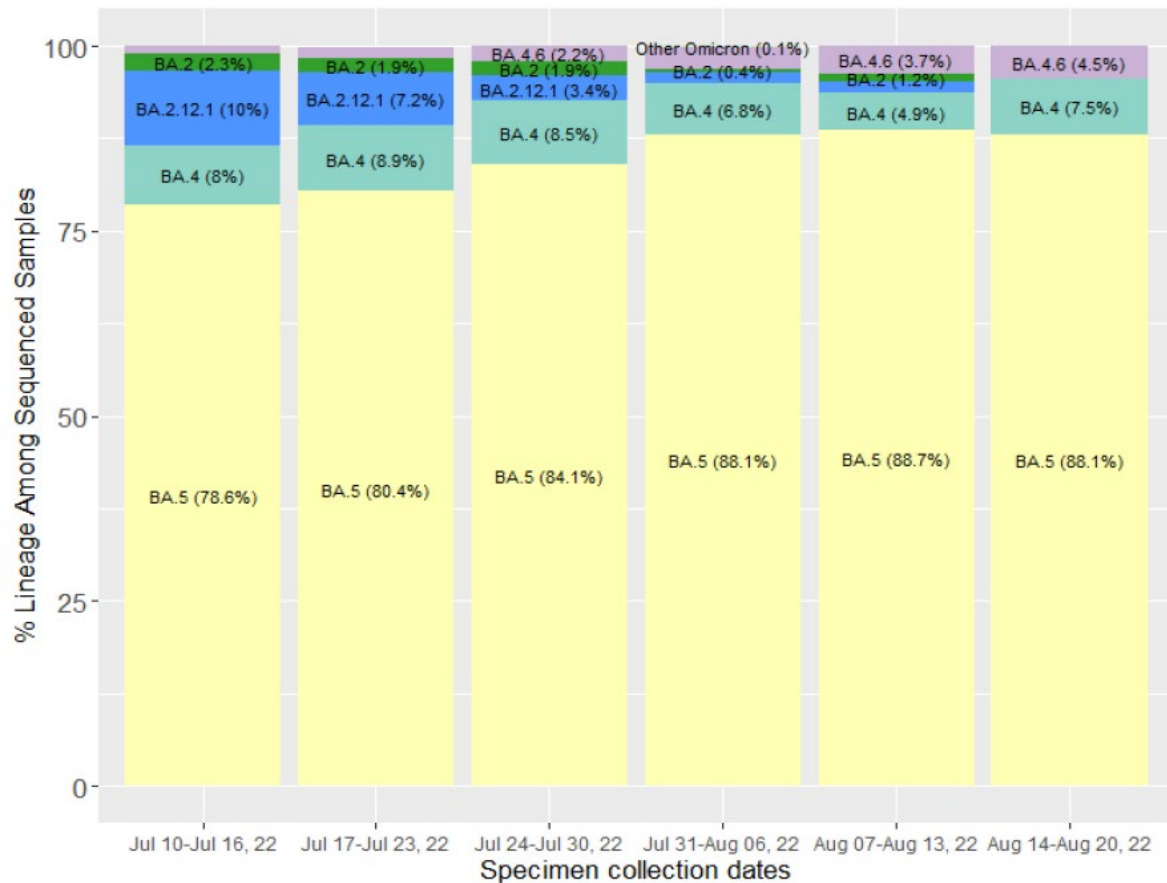 100
75
50
25
0
% Lineage Among Sequenced Samples
BA.2 (2.3%)
BA.2.12.1 (10%)
BA.4 (8%)
BA.5 (78.6%)
BA.2 (1.9%)
BA.2.12.1 (7.2%)
BA.4 (8.9%)
BA.5 (80.4%)
BA.4.6 (2.2%)
BA.2 (1.9%)
BA.2.12.1 (3.4%)
BA.4 (8.5%)
BA.5 (84.1%)
Other Omicron (0.1%)
BA.2 (0.4%)
BA.4 (6.8%)
BA.5 (88.1%)
BA.4.6 (3.7%)
BA.2 (1.2%)
BA.4 (4.9%)
BA.5 (88.7%)
BA.4.6 (4.5%)
BA.4 (7.5%)
BA.5 (88.1%)
Jul 10-Jul 16, 22
Jul 17-Jul 23, 22
Jul 24-Jul 30, 22
Jul 31-Aug 06, 22
Aug 07-Aug 13, 22
Aug 14-Aug 20, 22
Specimen collection dates